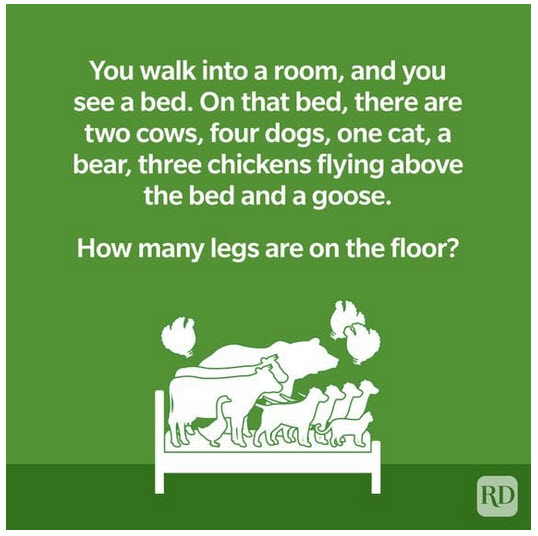 You walk into a room, and you
see a bed. On that bed, there are
two cows, four dogs, one cat, a
bear, three chickens flying above
the bed and a goose.
How many legs are on the floor?
RD